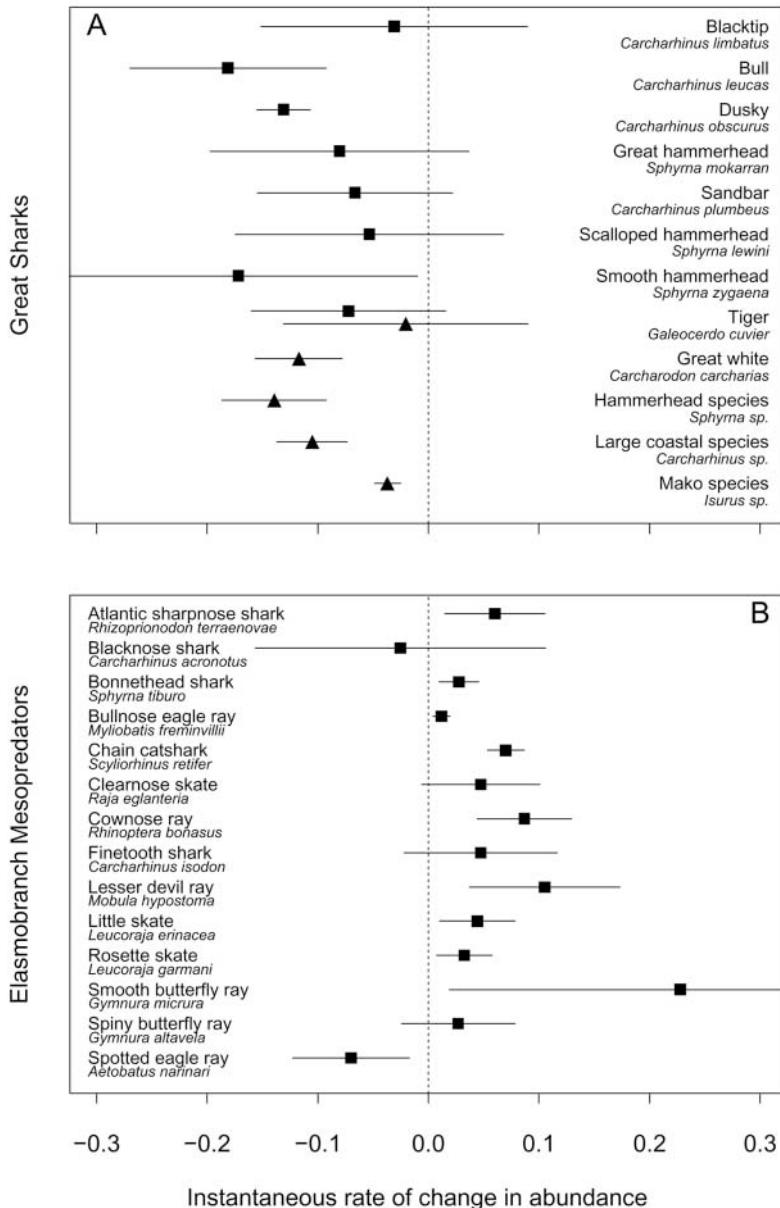 A
Great Sharks
Blacktip
Carcharhinus limbatus
Bull
Carcharhinus leucas
Dusky
Carcharhinus obscurus
Great hammerhead
Sphyrna mokarran
Sandbar
Carcharhinus plumbeus
Scalloped hammerhead
Sphyrna lewini
Smooth hammerhead
Sphyrna zygaena
Tiger
Galeocerdo cuvier
Great white
Carcharodon carcharias
Hammerhead species
Sphyrna sp.
Large coastal species
Carcharhinus sp.
Mako species
Isurus sp.
B
Elasmobranch Mesopredators
Atlantic sharpnose shark
Rhizoprionodon terraenovae
Blacknose shark
Carcharhinus acronotus
Bonnethead shark
Sphyrna tiburo
Bullnose eagle ray
Myliobatis freminvillii
Chain catshark
Scyliorhinus retifer
Clearnose skate
Raja eglanteria
Cownose ray
Rhinoptera bonasus
Finetooth shark
Carcharhinus isodon
Lesser devil ray
Mobula hypostoma
Little skate
Leucoraja erinacea
Rosette skate
Leucoraja garmani
Smooth butterfly ray
Gymnura micrura
Spiny butterfly ray
Gymnura altavela
Spotted eagle ray
Aetobatus narinari
−0.3 −0.2 −0.1 0.0 0.1 0.2 0.3
Instantaneous rate of change in abundance